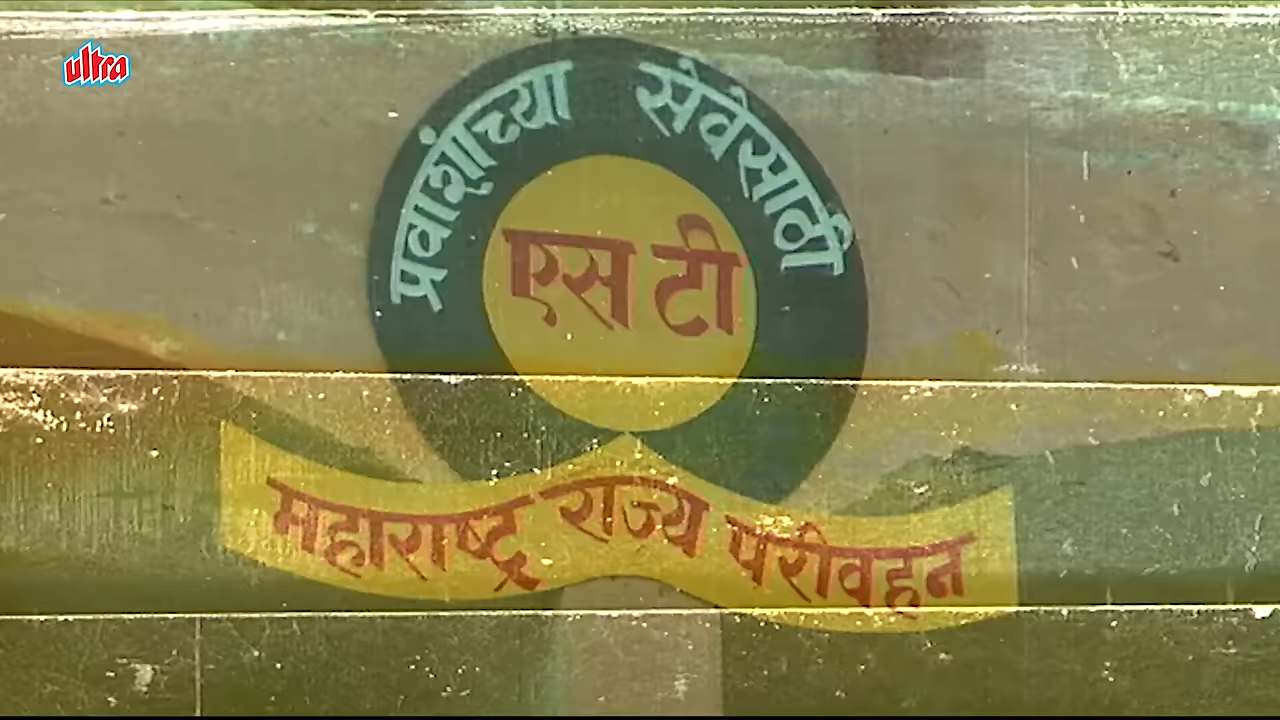 ultra
प्रवाशांच्या सेवेसाठी
एस टी
महाराष्ट्र राज्य परीवहन